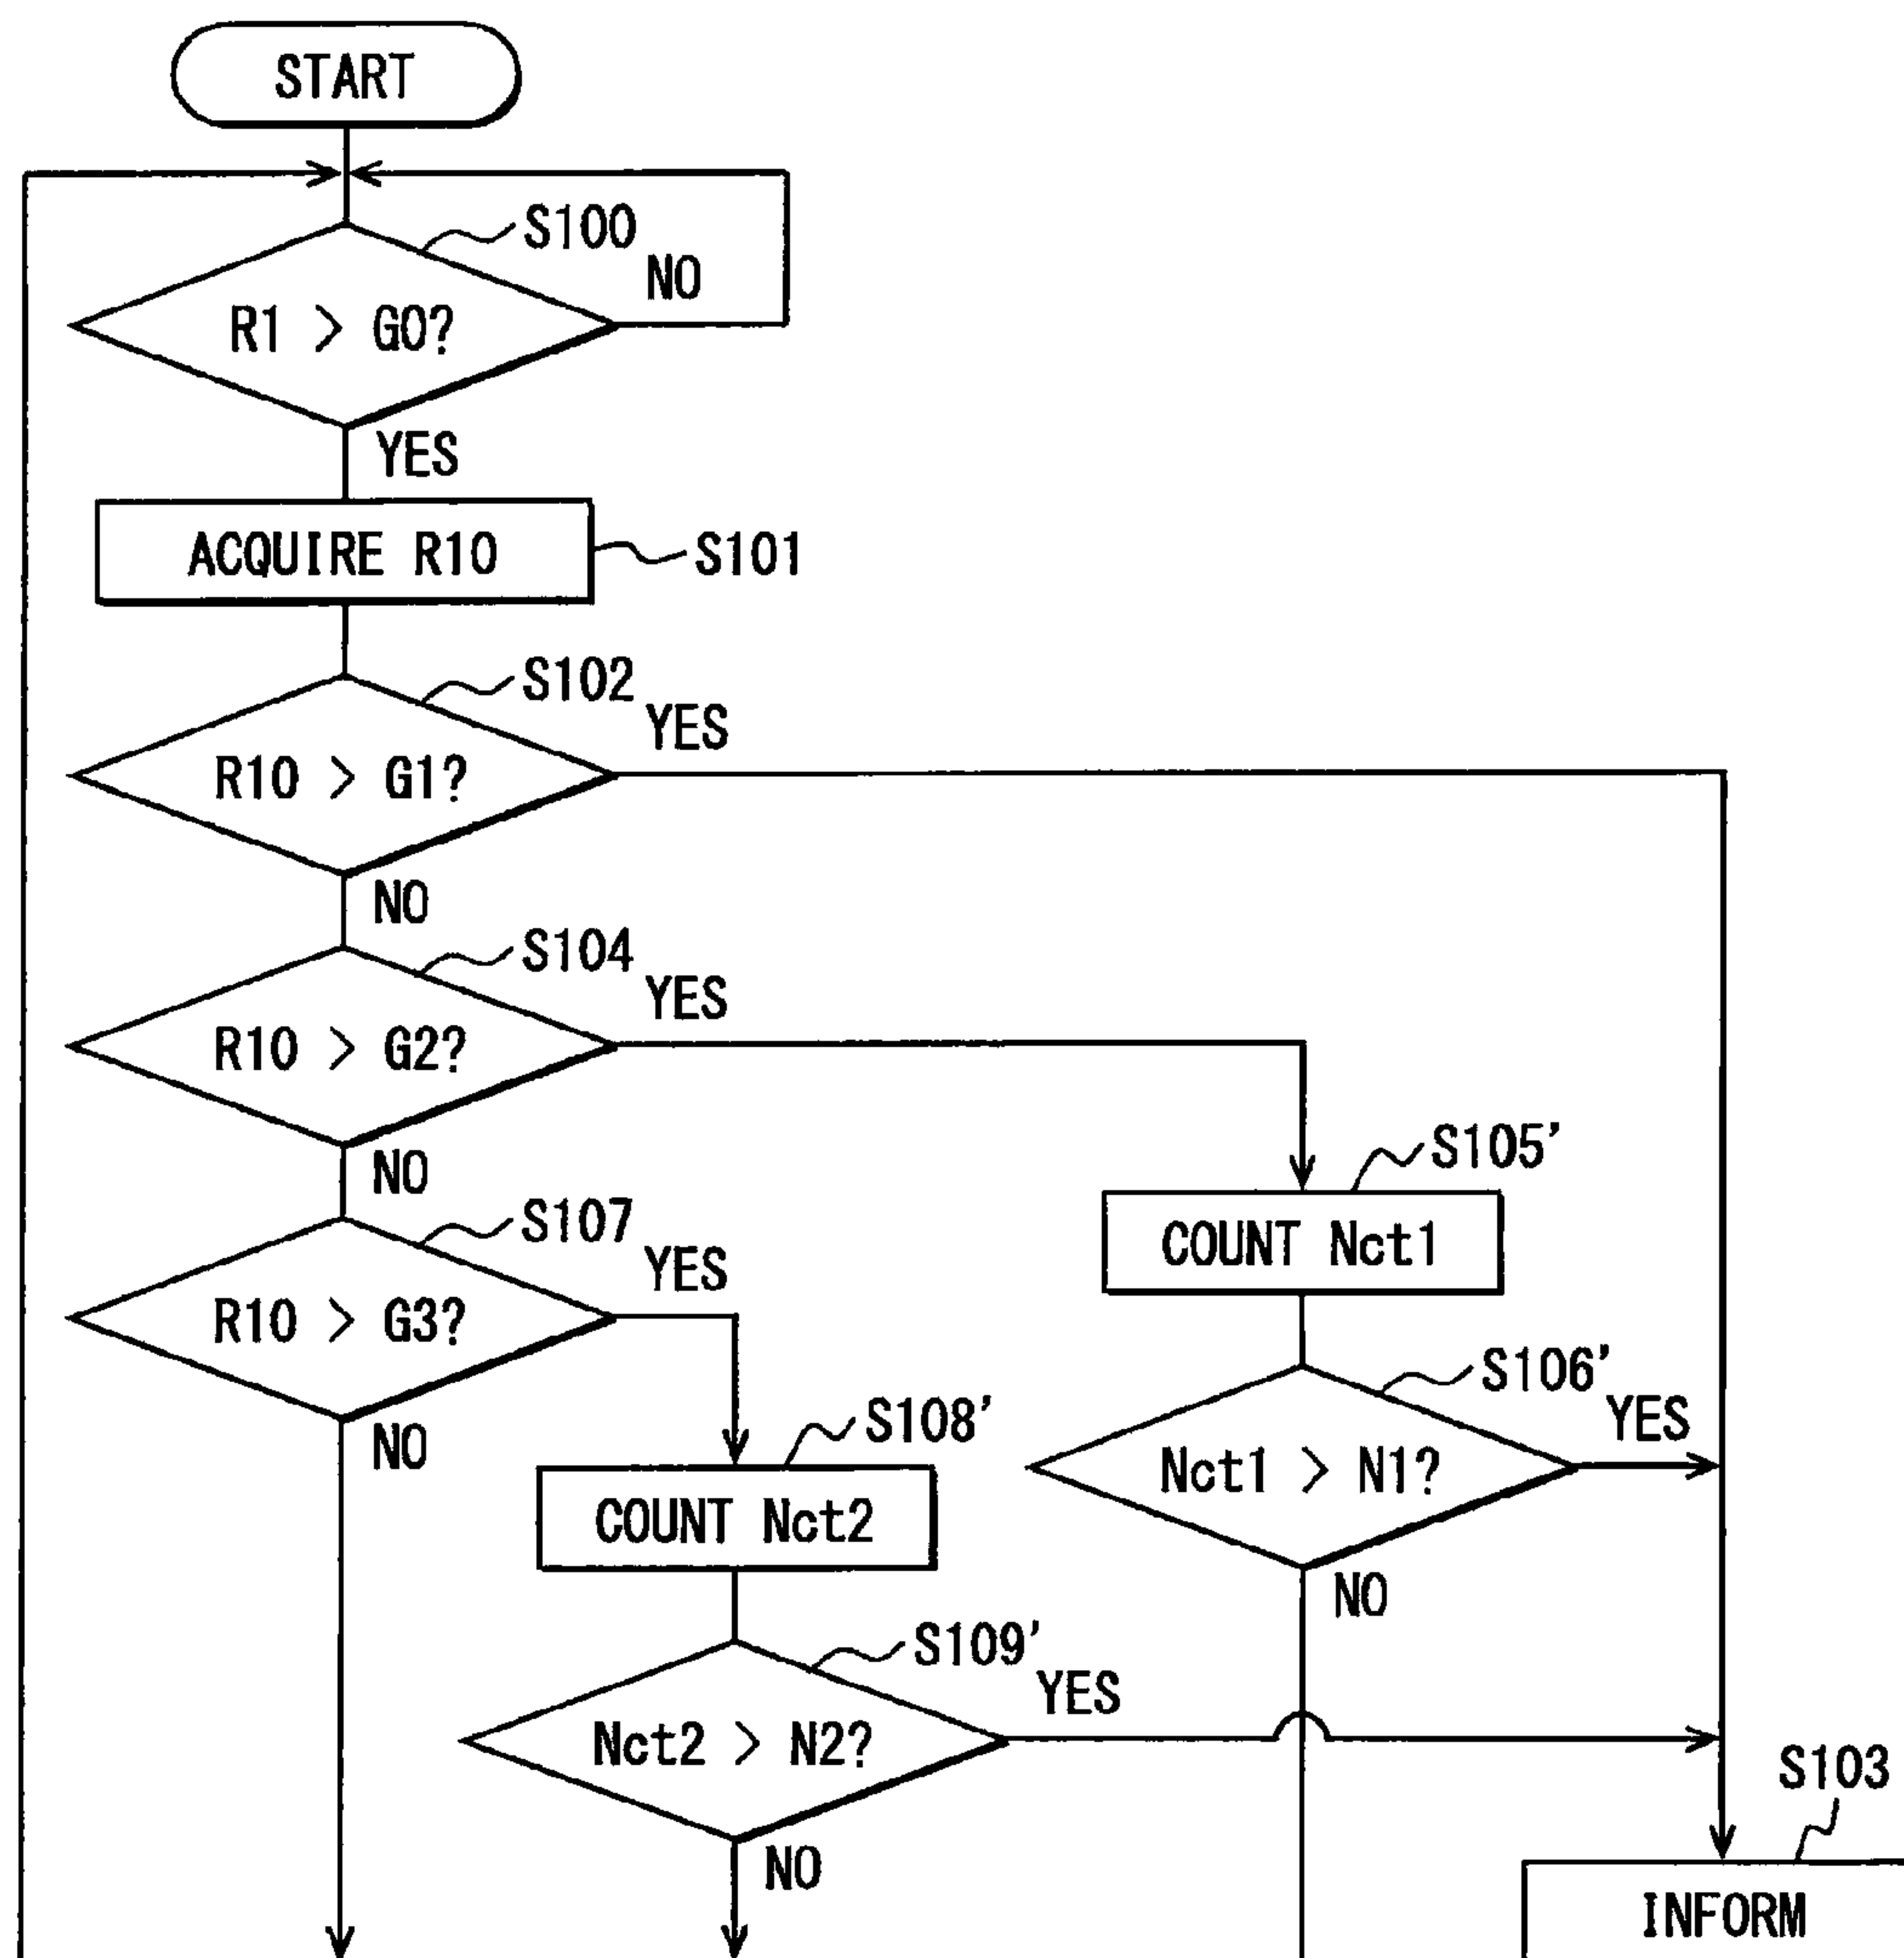 START
S100
NO
R1 > G0?
YES
ACQUIRE R10
S101
S102
YES
R10 > G1?
NO
S104
YES
R10 > G2?
NO
S105'
COUNT Nct1
S107
YES
R10 > G3?
NO
S106'
YES
Nct1 > N1?
NO
S108'
COUNT Nct2
S109'
YES
Nct2 > N2?
NO
S103
INFORM